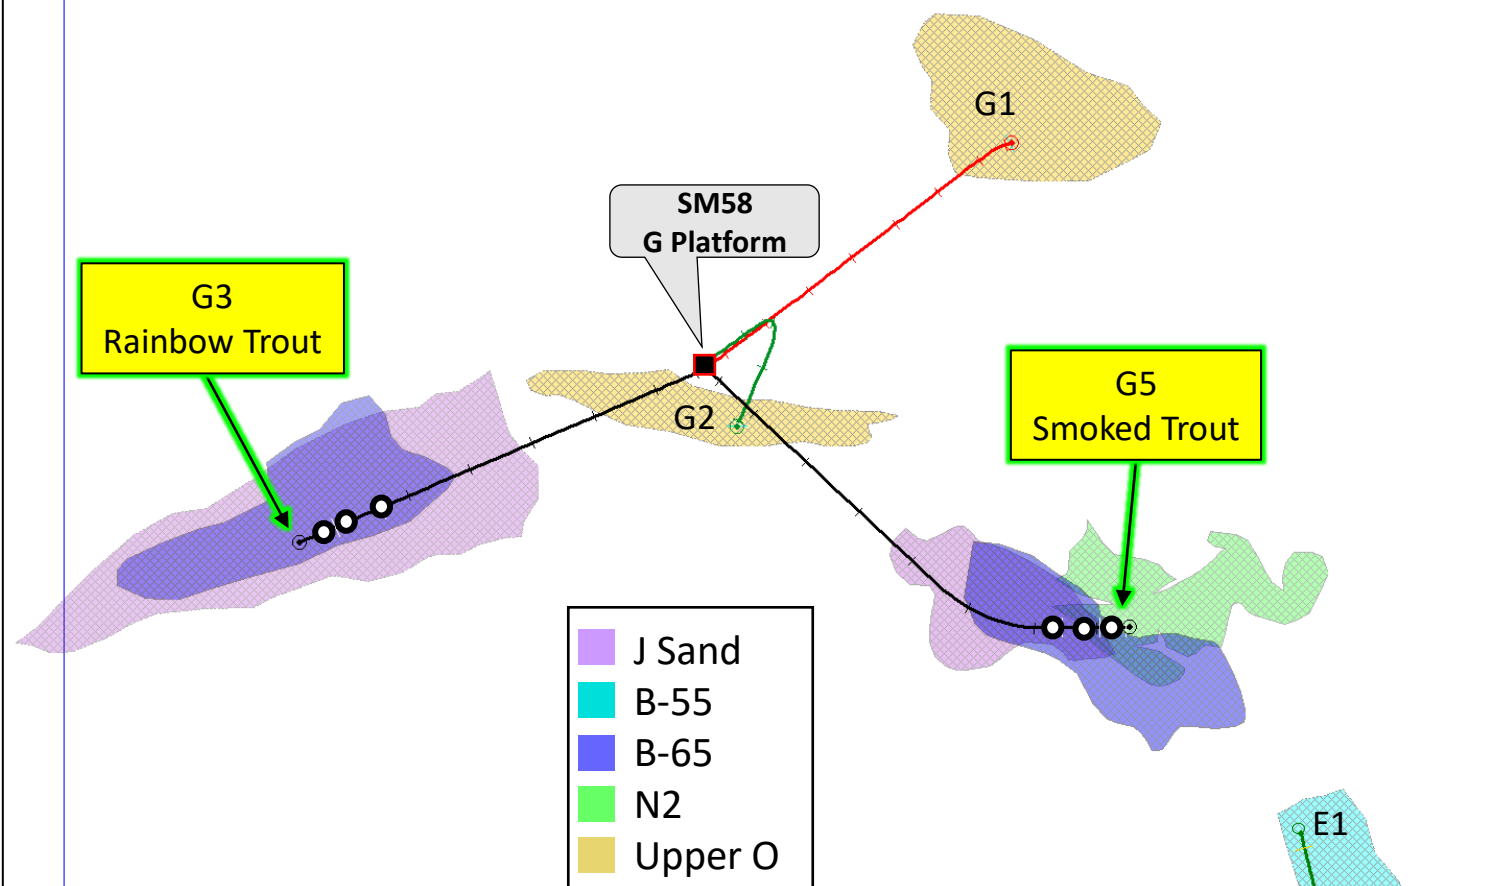 G1
SM58
G Platform
G3
Rainbow Trout
G5
Smoked Trout
G2
J Sand
B-55
B-65
N2
Upper O
E1